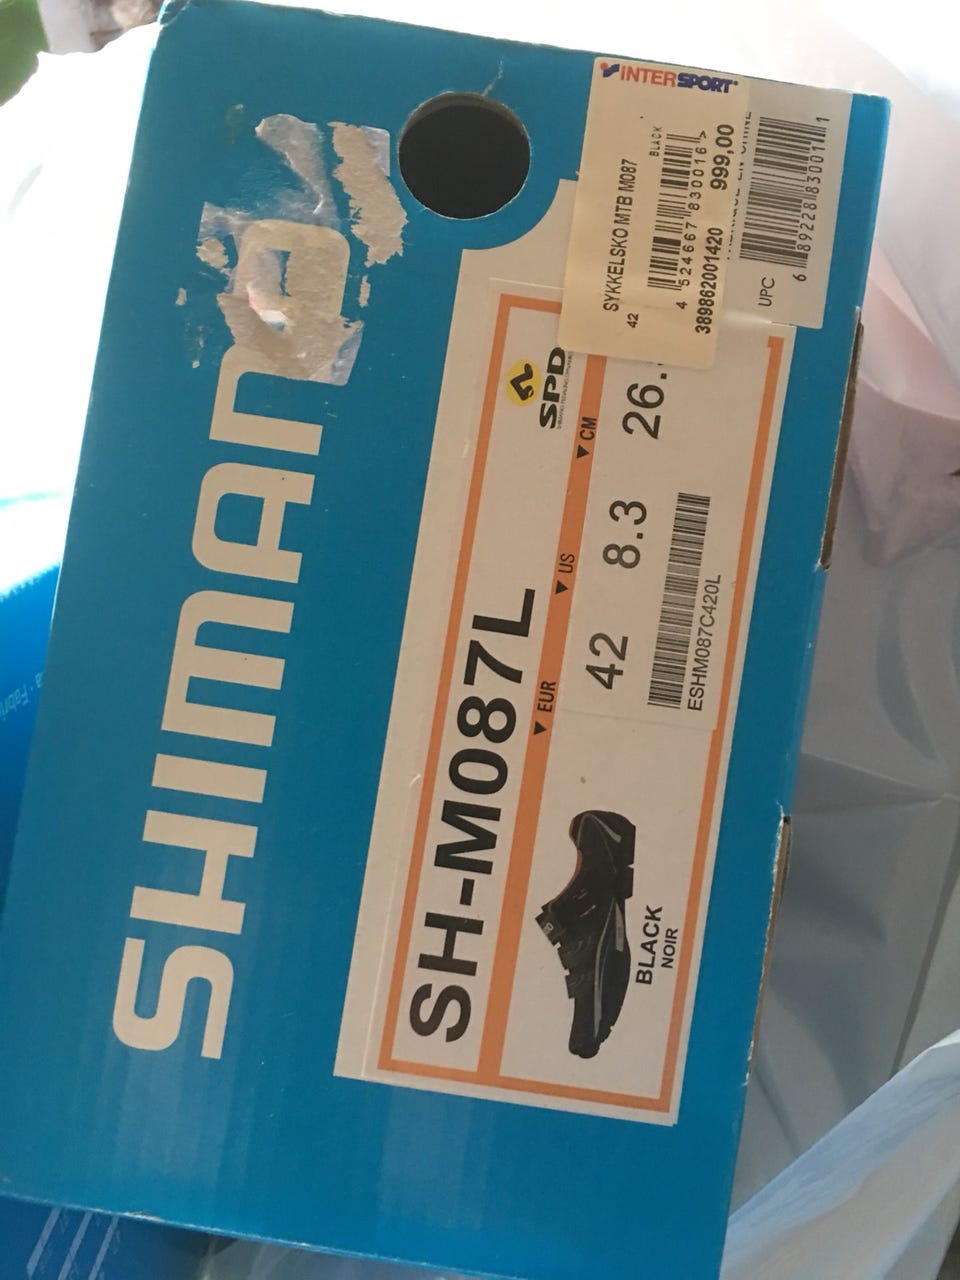 SHIMANO
SH-M087L
SPD
EUR
US
CM
42
8.3
26.
ESHM087C420L
BLACK
NOIR
INTERSPORT
SYKKELSKO MTB M087
42
BLACK
4 524667 830016 >
389862001420 999,00
UPC
6 89228 83001 1